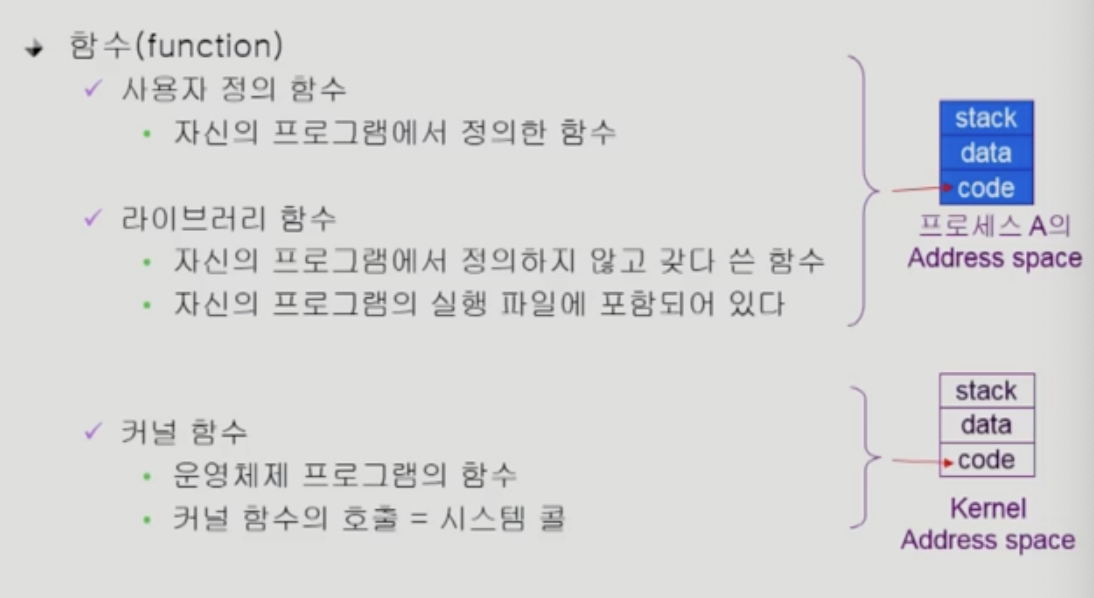 함수(function)
사용자 정의 함수
자신의 프로그램에서 정의한 함수
라이브러리 함수
자신의 프로그램에서 정의하지 않고 갖다 쓴 함수
자신의 프로그램의 실행 파일에 포함되어 있다
stack
data
code
프로세스 A의
Address space
커널 함수
운영체제 프로그램의 함수
커널 함수의 호출 = 시스템 콜
stack
data
code
Kernel
Address space